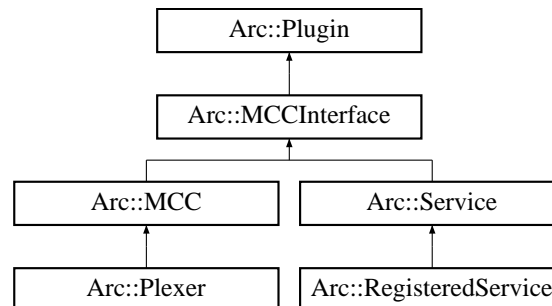 Arc::Plugin
Arc::MCCInterface
Arc::MCC
Arc::Service
Arc::Plexer
Arc::RegisteredService